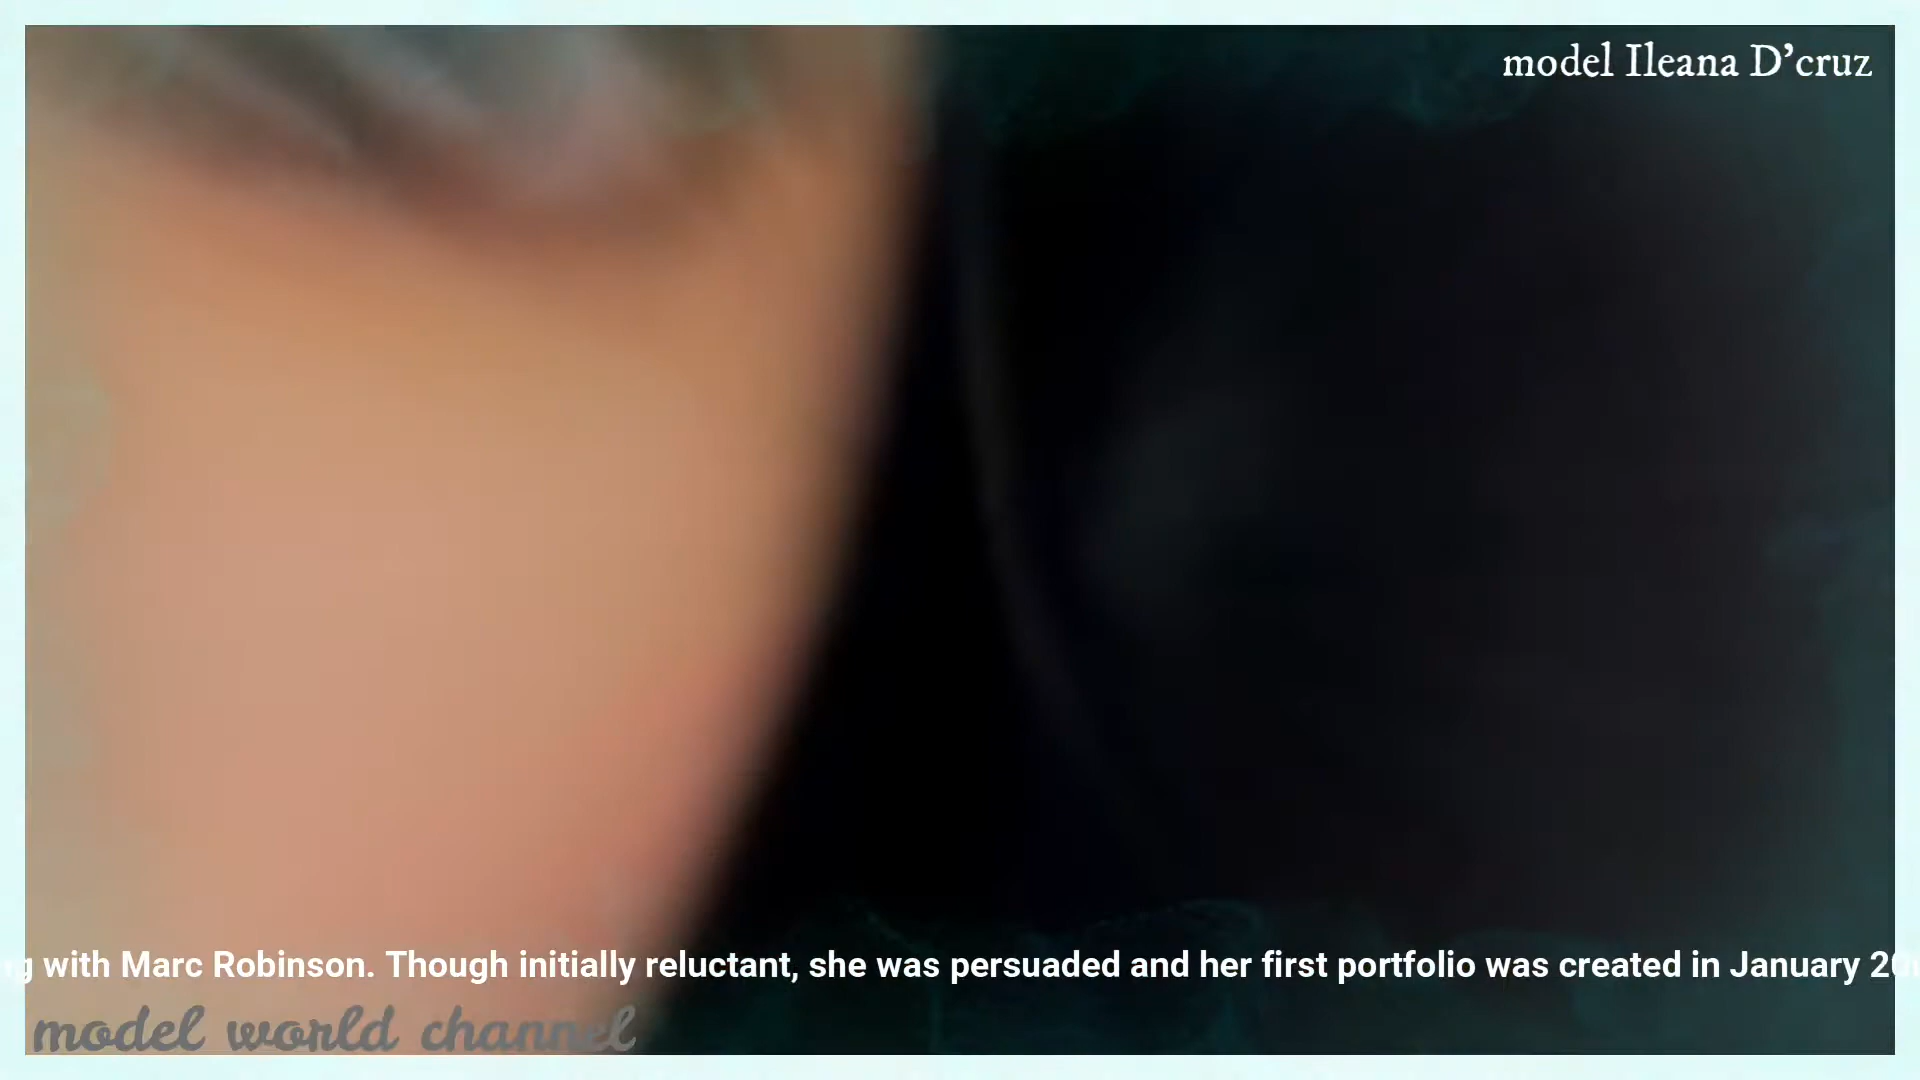 model Ileana D'cruz
with Marc Robinson. Though initially reluctant, she was persuaded and her first portfolio was created in January
model world channel